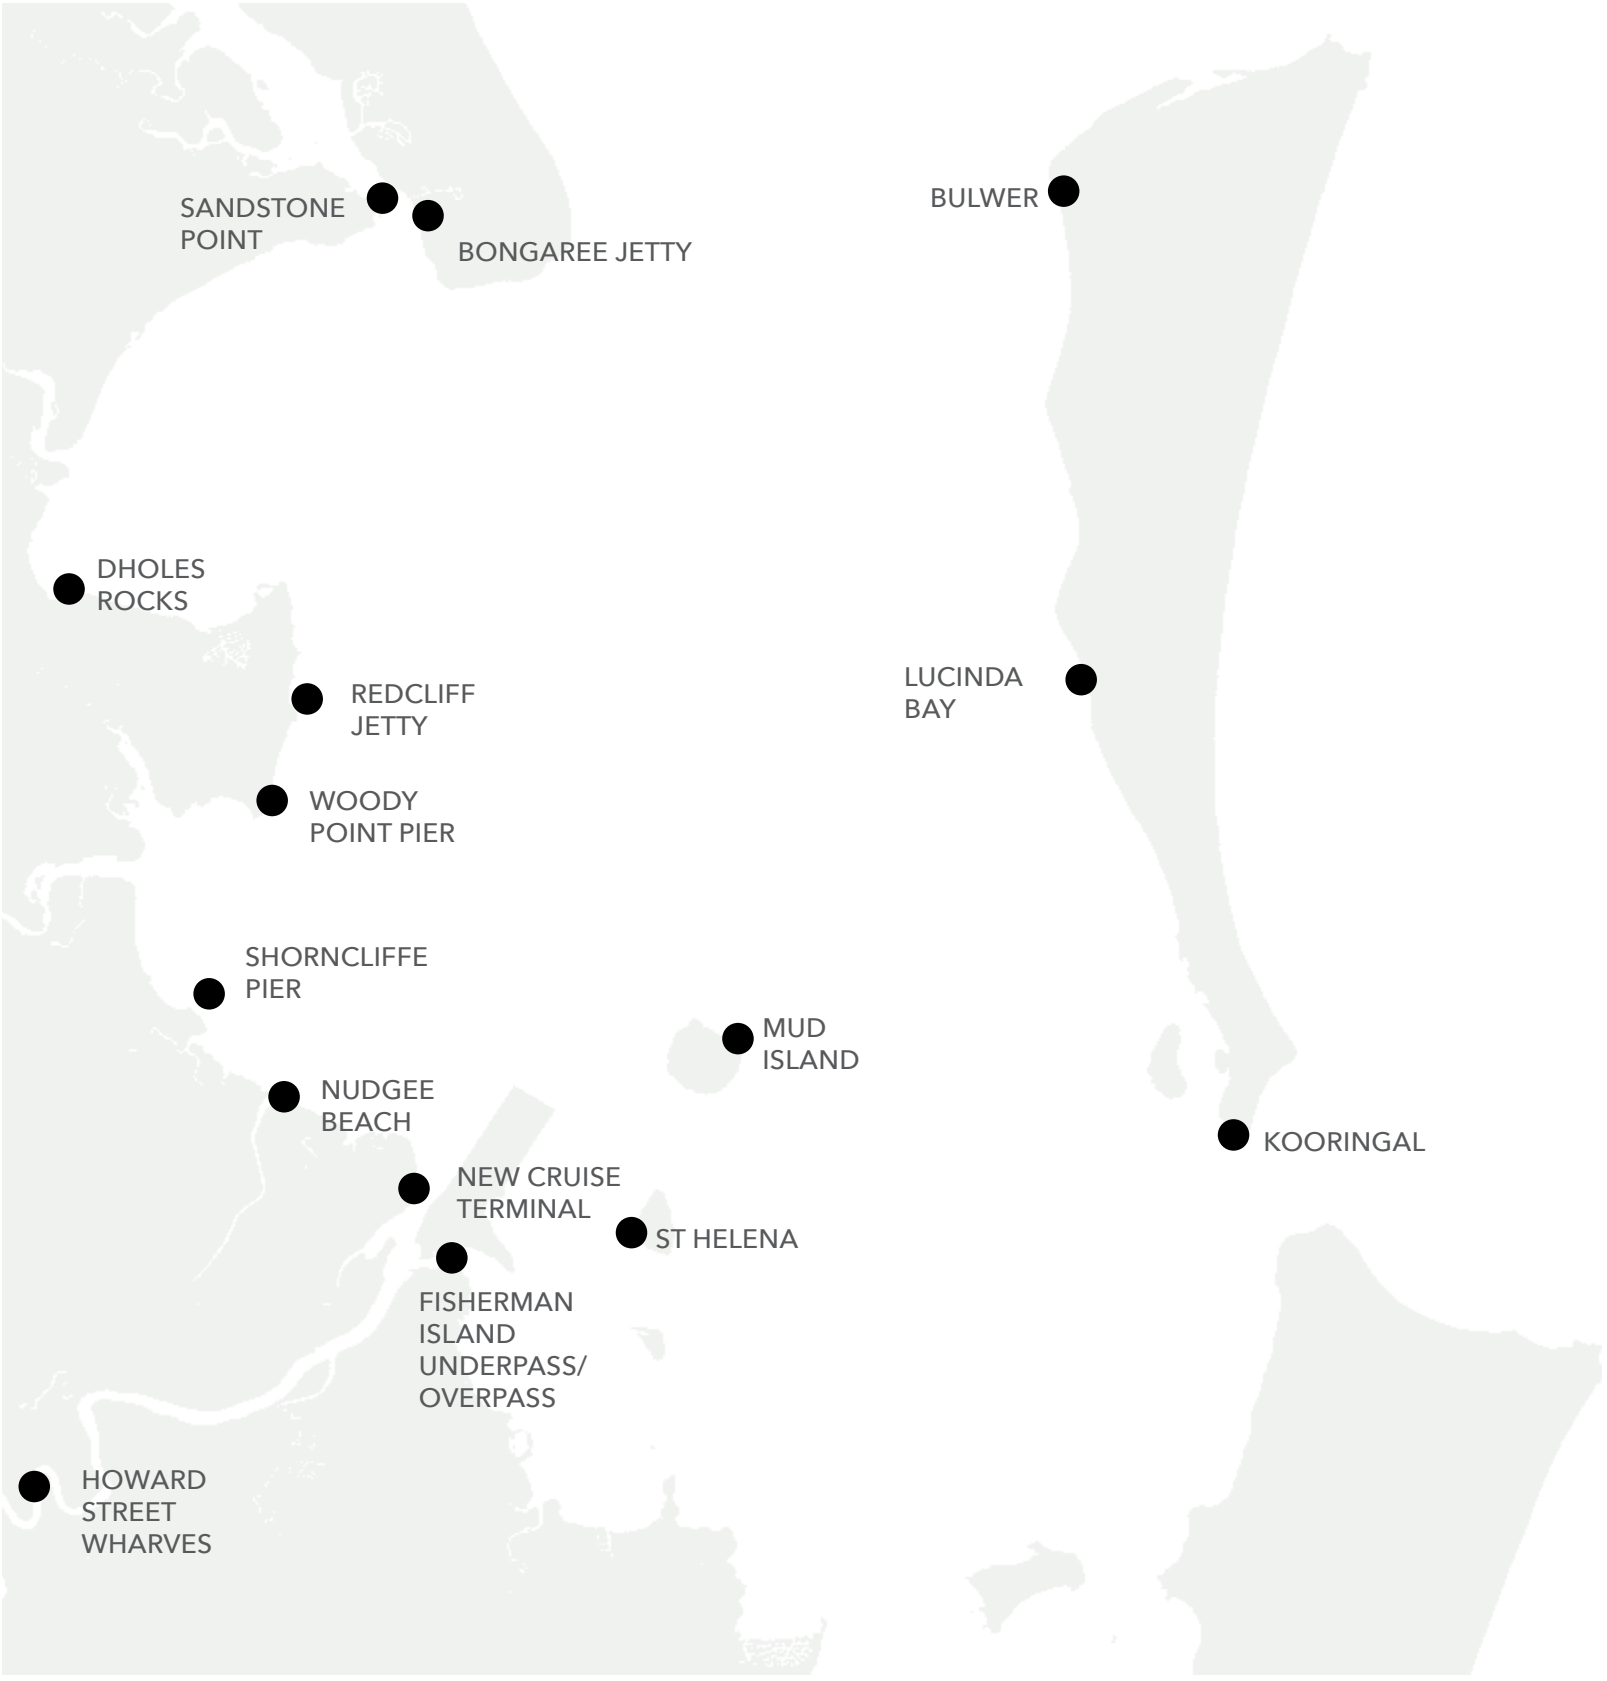 SANDSTONE
POINT
BONGAREE JETTY
BULWER
DHOLES
ROCKS
REDCLIFF
JETTY
LUCINDA
BAY
WOODY
POINT PIER
SHORNCLIFFE
PIER
MUD
ISLAND
NUDGEE
BEACH
KOORINGAL
NEW CRUISE
TERMINAL
ST HELENA
FISHERMAN
ISLAND
UNDERPASS/
OVERPASS
HOWARD
STREET
WHARVES